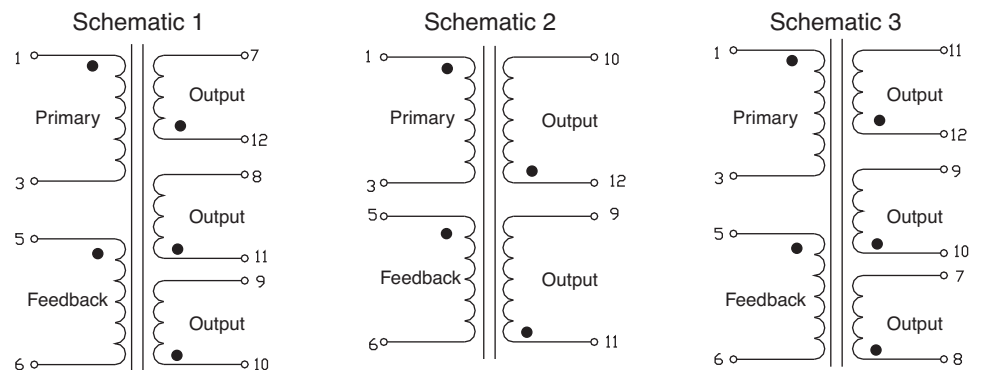 Schematic 1
1
Primary
3
5
Feedback
6
7
Output
12
8
Output
11
9
Output
10
Schematic 2
1
Primary
3
5
Feedback
6
10
Output
12
9
Output
11
Schematic 3
1
Primary
3
5
Feedback
6
11
Output
12
9
Output
10
7
Output
8